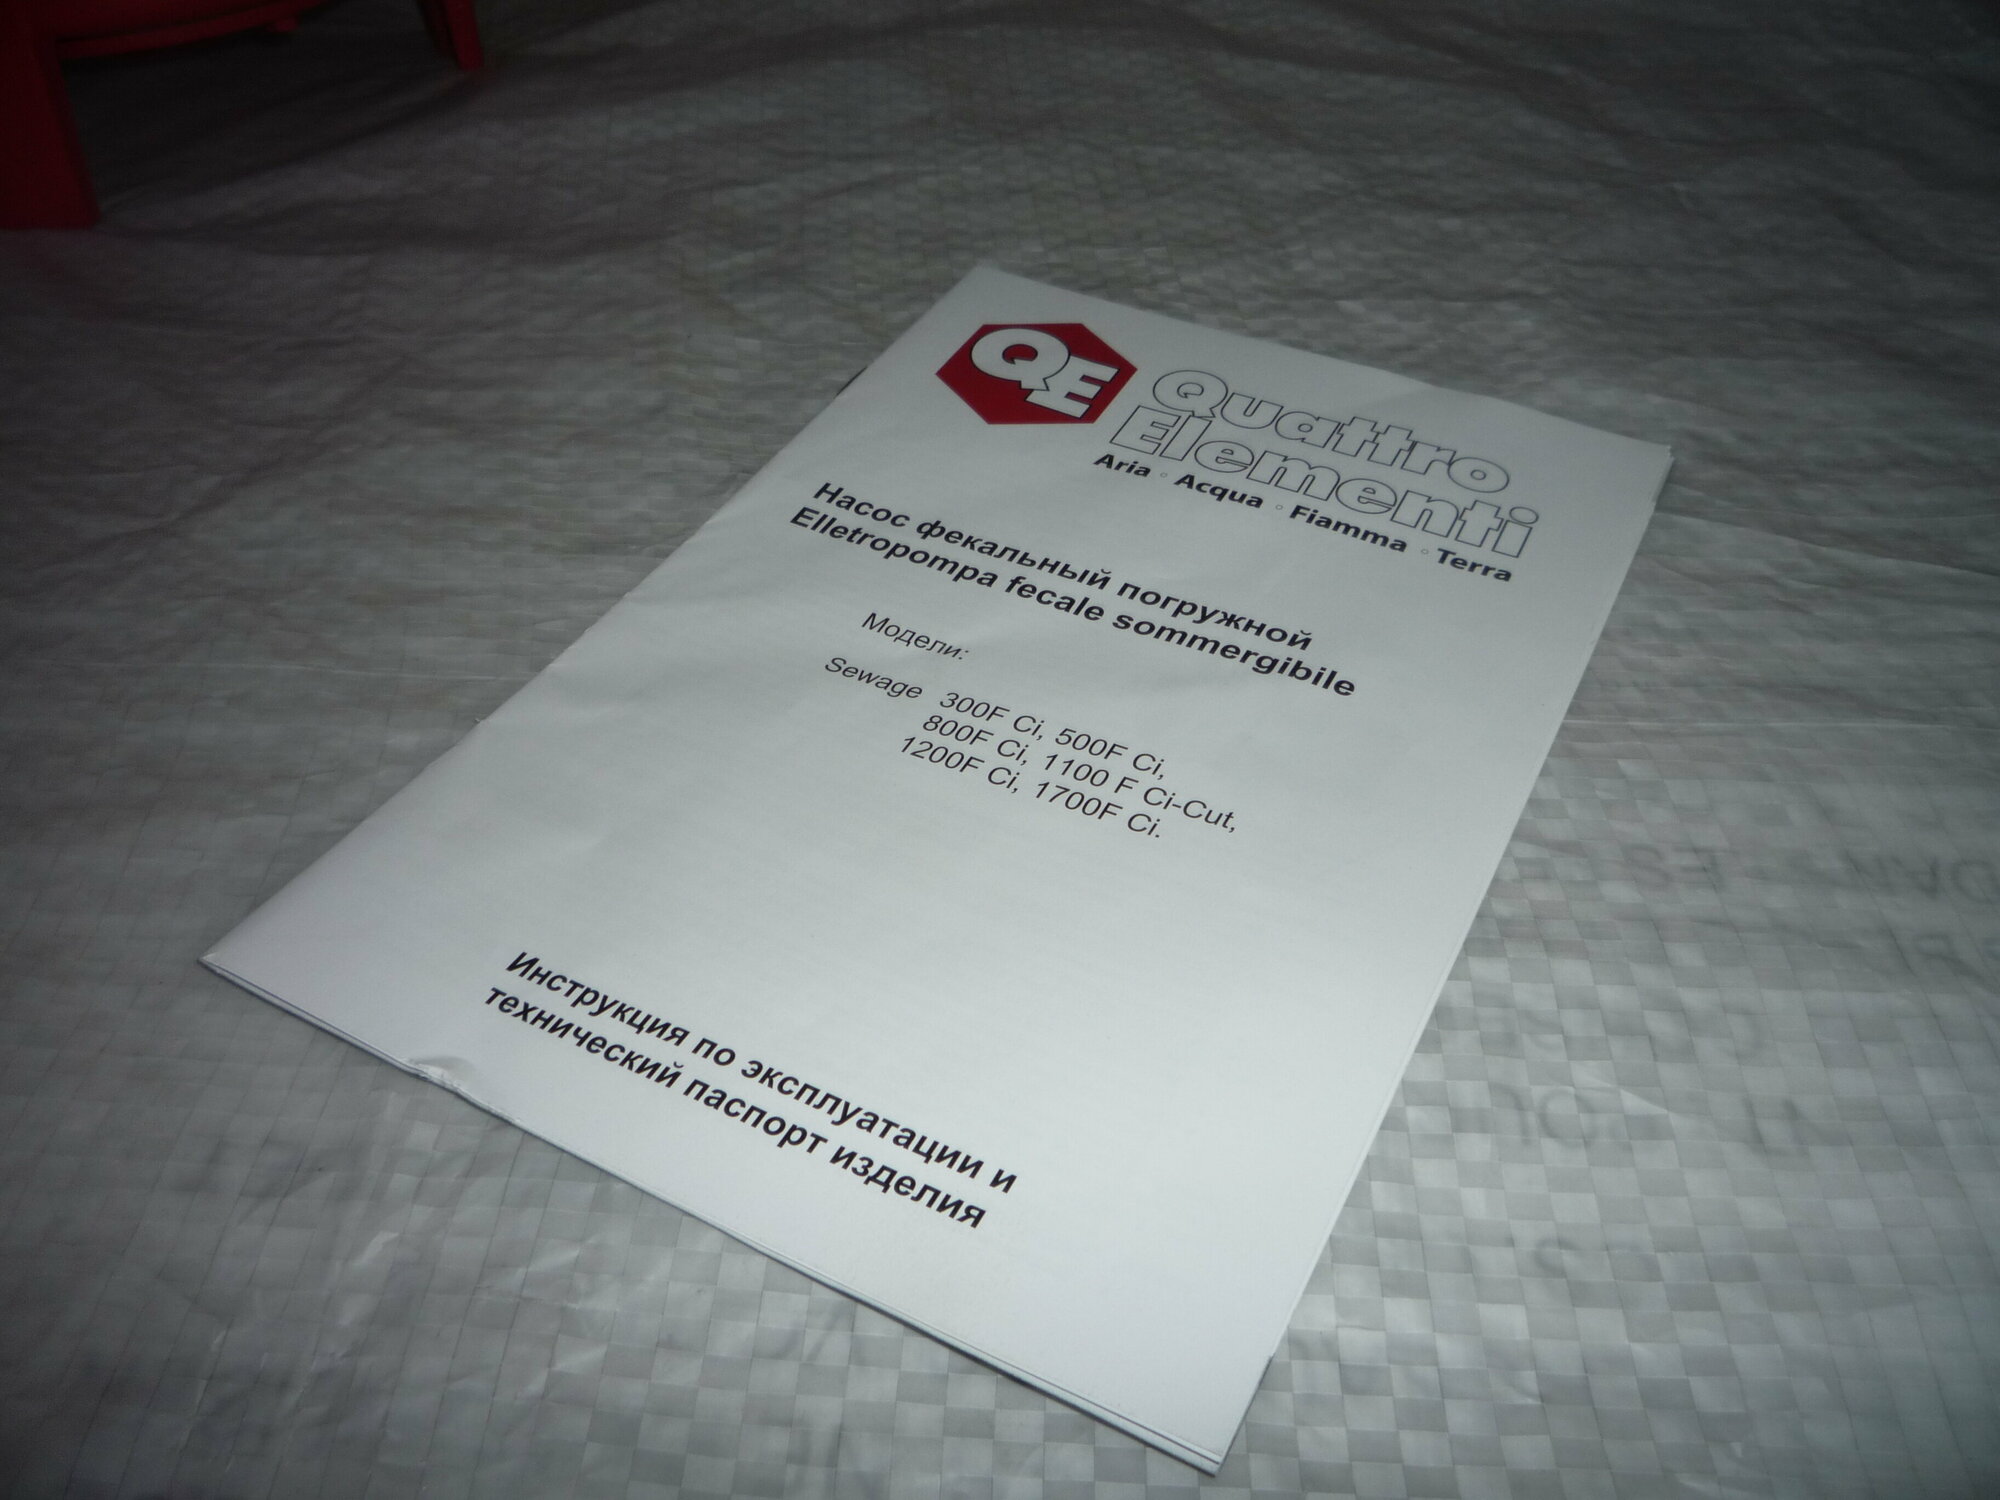 QE
Quattro
Elementi
Aria ◦ Acqua ◦ Fiamma ◦ Terra
Насос фекальный погружной
Elletropompa fecale sommergibile
Модели:
Sewage 300F Ci, 500F Ci,
800F Ci, 1100 F Ci-Cut,
1200F Ci, 1700F Ci.
Инструкция по эксплуатации и
технический паспорт изделия